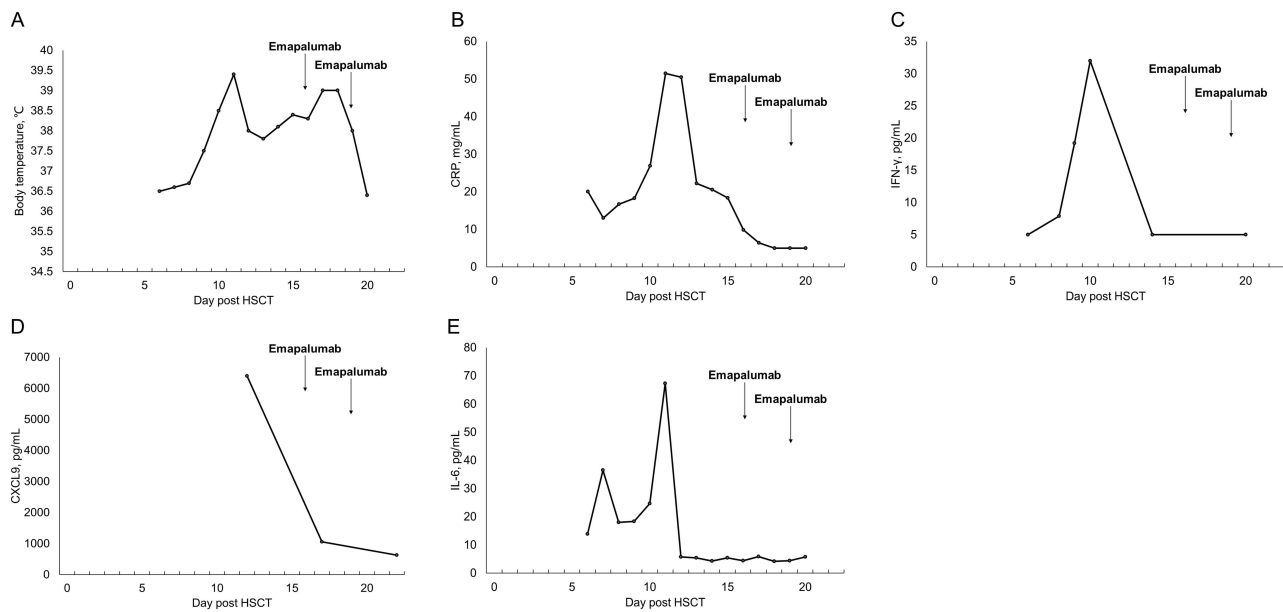 A
Emapalumab
Emapalumab
Body temperature, ℃
40
39.5
39
38.5
38
37.5
37
36.5
36
35.5
35
34.5
0 5 10 15 20
Day post HSCT
B
Emapalumab
Emapalumab
CRP, mg/mL
60
50
40
30
20
10
0
0 5 10 15 20
Day post HSCT
C
Emapalumab
Emapalumab
IFN-γ, pg/mL
35
30
25
20
15
10
5
0
0 5 10 15 20
Day post HSCT
D
Emapalumab
Emapalumab
CXCL9, pg/mL
7000
6000
5000
4000
3000
2000
1000
0
0 5 10 15 20
Day post HSCT
E
Emapalumab
Emapalumab
IL-6, pg/mL
80
70
60
50
40
30
20
10
0
0 5 10 15 20
Day post HSCT